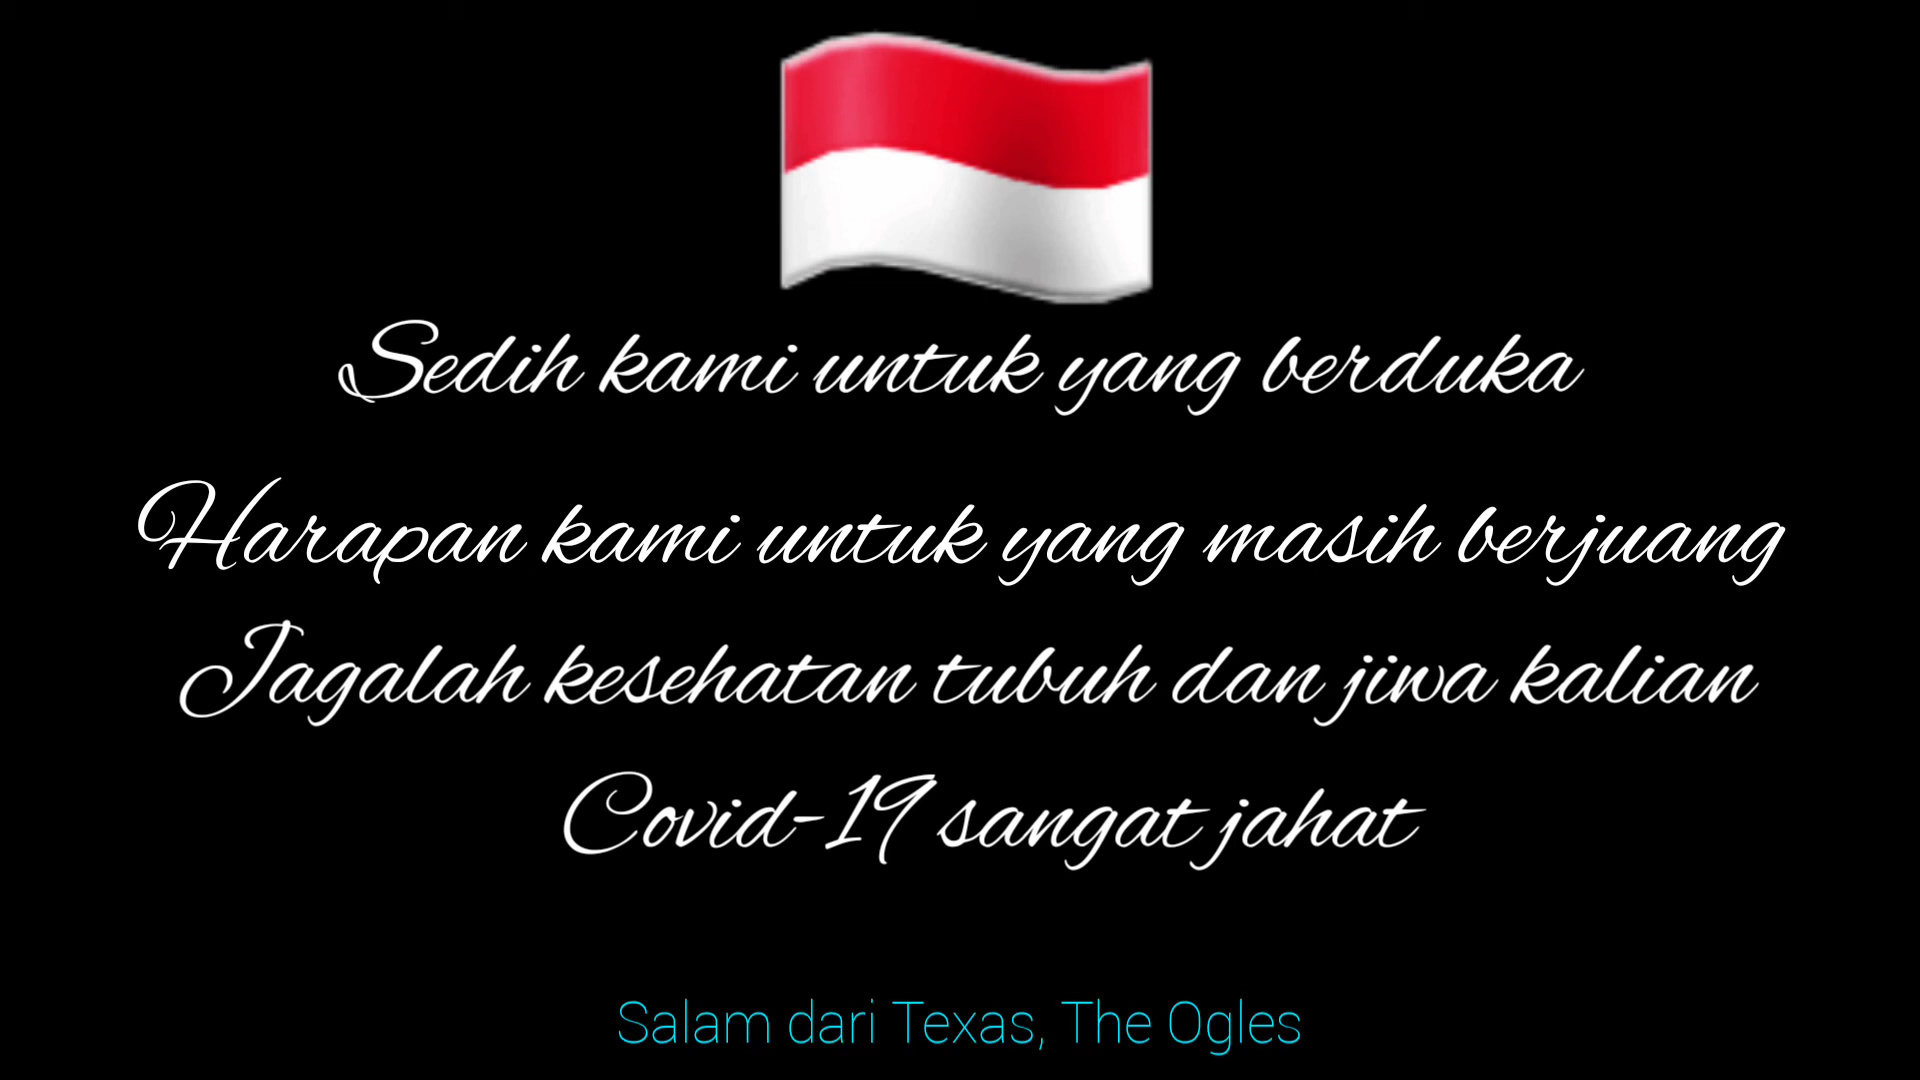 Sedih kami untuk yang berduka
Harapan kami untuk yang masih berjuang
Jagalah kesehatan tubuh dan jiwa kalian
Covid-19 sangat jahat
Salam dari Texas, The Ogles